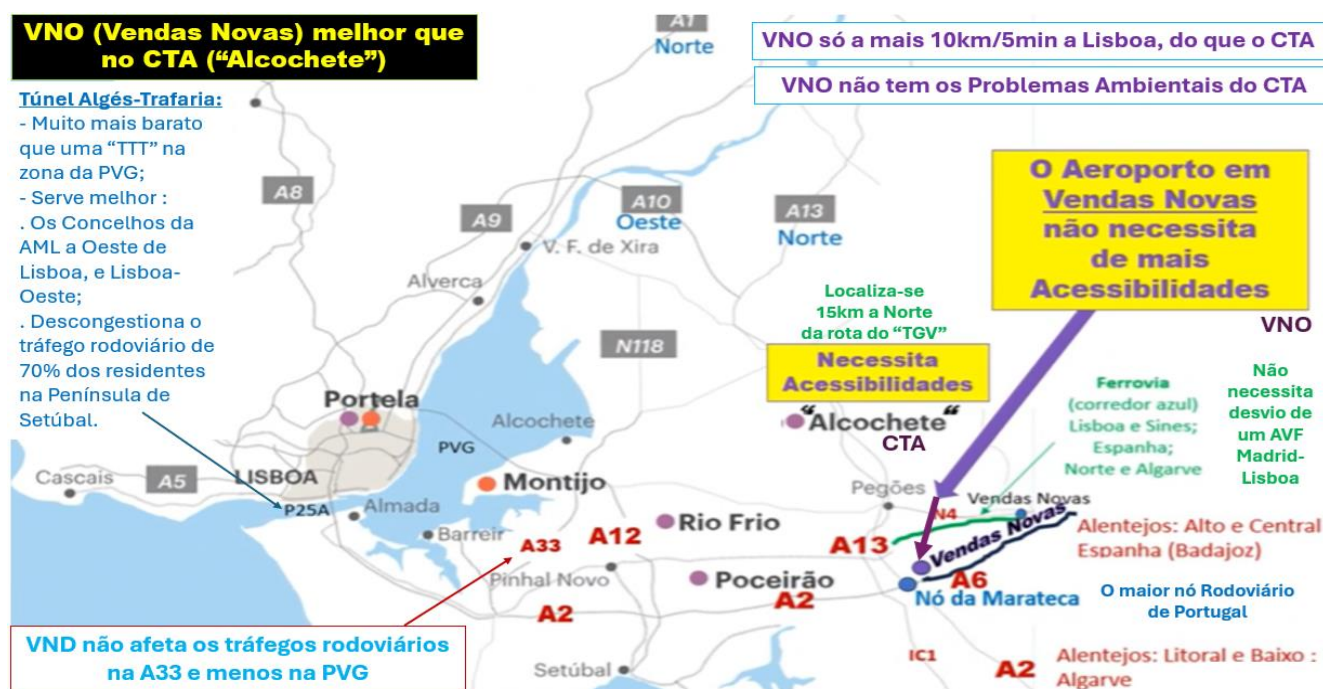 VNO (Vendas Novas) melhor que
no CTA (“Alcochete”)
Túnel Algés-Trafaria:
- Muito mais barato
que uma “TTT” na
zona da PVG;
- Serve melhor :
. Os Concelhos da
AML a Oeste de
Lisboa, e Lisboa-
Oeste;
. Descongestiona o
tráfego rodoviário de
70% dos residentes
na Península de
Setúbal.
A1
Norte
VNO só a mais 10km/5min a Lisboa, do que o CTA
VNO não tem os Problemas Ambientais do CTA
O Aeroporto em
Vendas Novas
não necessita
de mais
Acessibilidades
VNO
A8
A9
A10
Oeste
A13
Norte
V. F. de Xira
Alverca
N118
Localiza-se
15km a Norte
da rota do “TGV”
Necessita
Acessibilidades
“Alcochete“
CTA
Ferrovia
(corredor azul)
Lisboa e Sines;
Espanha;
Norte e Algarve
Não
necessita
desvio de
um AVF
Madrid-
Lisboa
Portela
Alcochete
PVG
Cascais
A5
LISBOA
Montijo
Pegões
Vendas Novas
N4
P25A
Almada
Barreir
A33
A12
Rio Frio
A13
Vendas Novas
Alentejos: Alto e Central
Espanha (Badajoz)
Pinhal Novo
Poceirão
A2
A2
A6
Nó da Marateca
O maior nó Rodoviário
de Portugal
VND não afeta os tráfegos rodoviários
na A33 e menos na PVG
Setúbal
IC1
A2
Alentejos: Litoral e Baixo :
Algarve